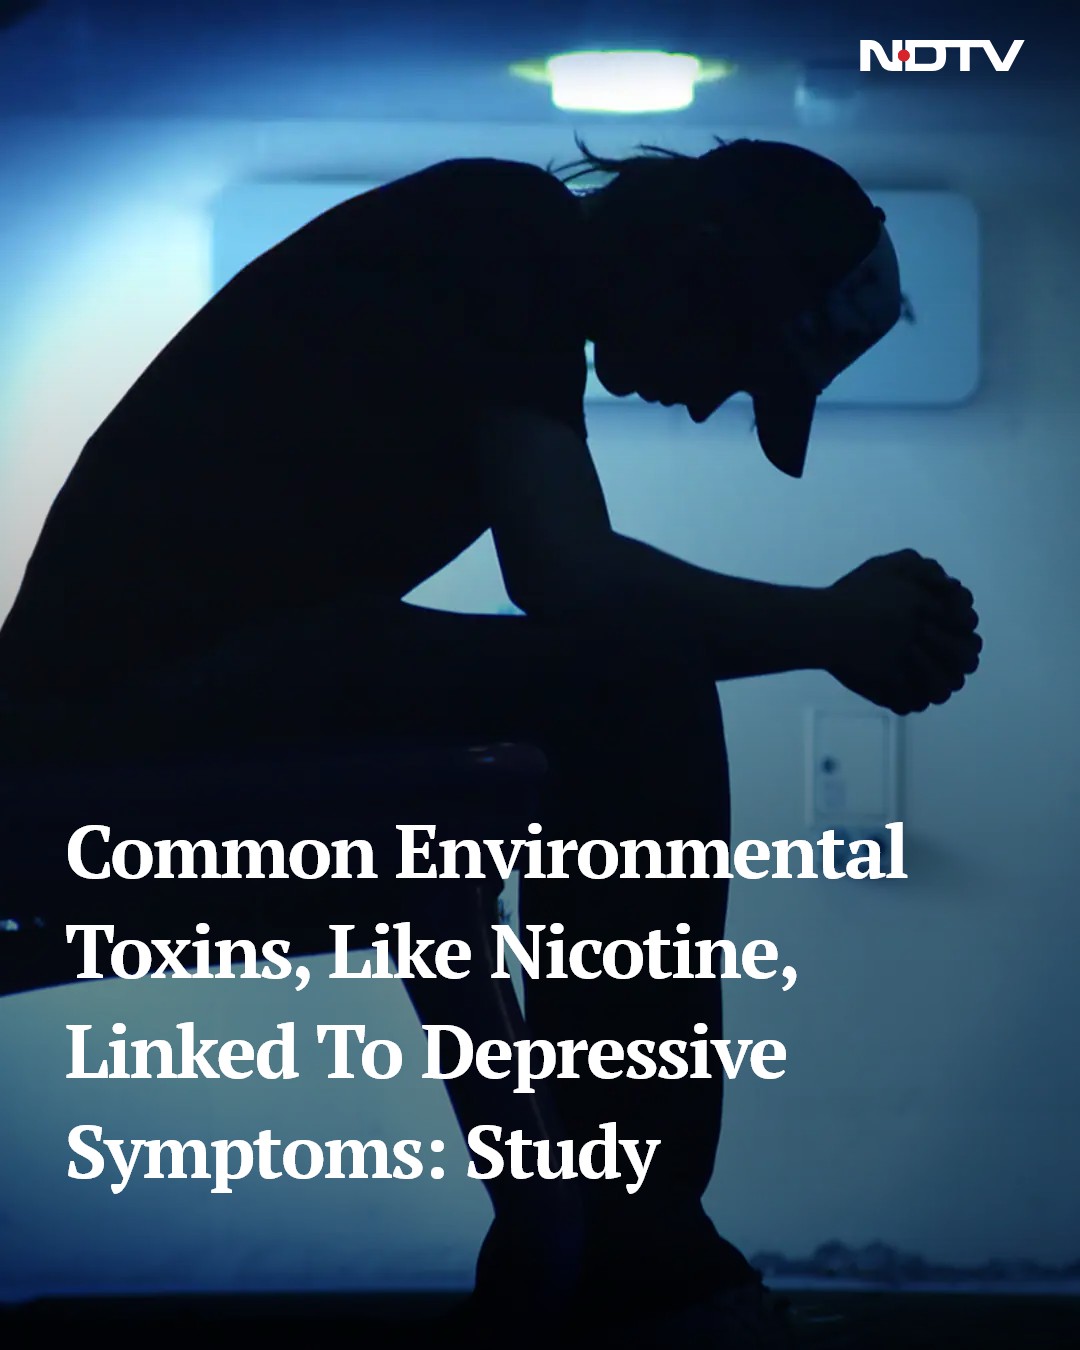 NDTV
Common Environmental
Toxins, Like Nicotine,
Linked To Depressive
Symptoms: Study